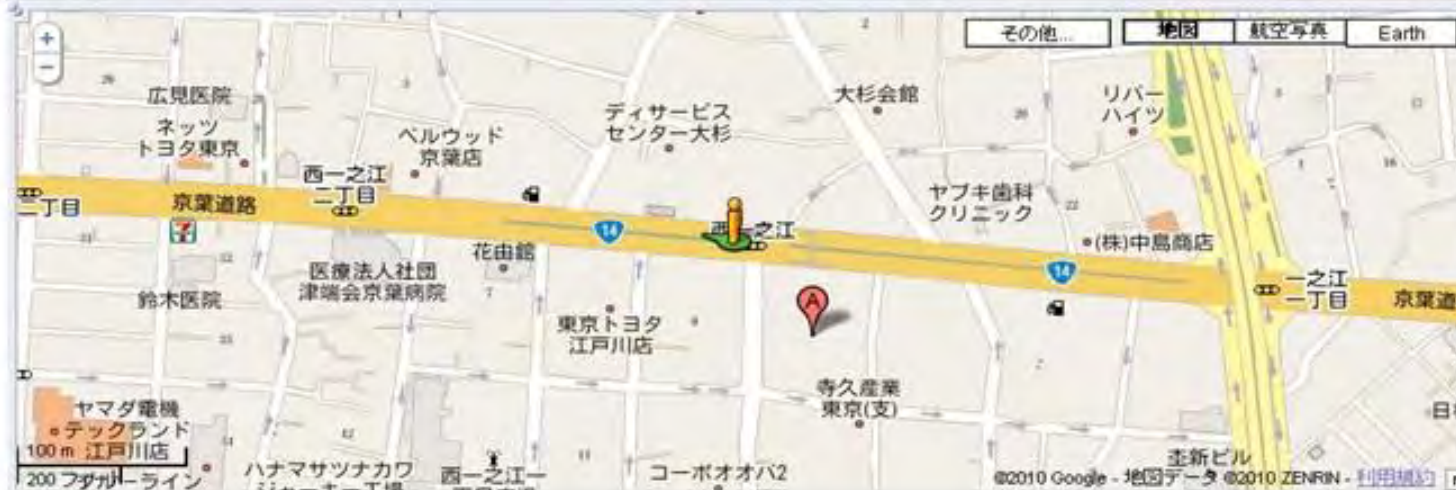 その他...
地図
航空写真
Earth
+
−
広見医院
ネッツ
トヨタ東京
ベルウッド
京葉店
ディサービス
センター大杉
大杉会館
リバー
ハイツ
西一之江
二丁目
二丁目
京葉道路
14
西一之江
ヤブキ歯科
クリニック
(株)中島商店
14
一之江
一丁目
京葉道
花由館
医療法人社団
津端会京葉病院
鈴木医院
東京トヨタ
江戸川店
A
寺久産業
東京(支)
ヤマダ電機
テックランド
江戸川店
100 m
200 フ
ーライン
ハナマサツナカワ
西一之江一
コーポオオバ2
圭新ビル
©2010 Google - 地図データ ©2010 ZENRIN - 利用規約